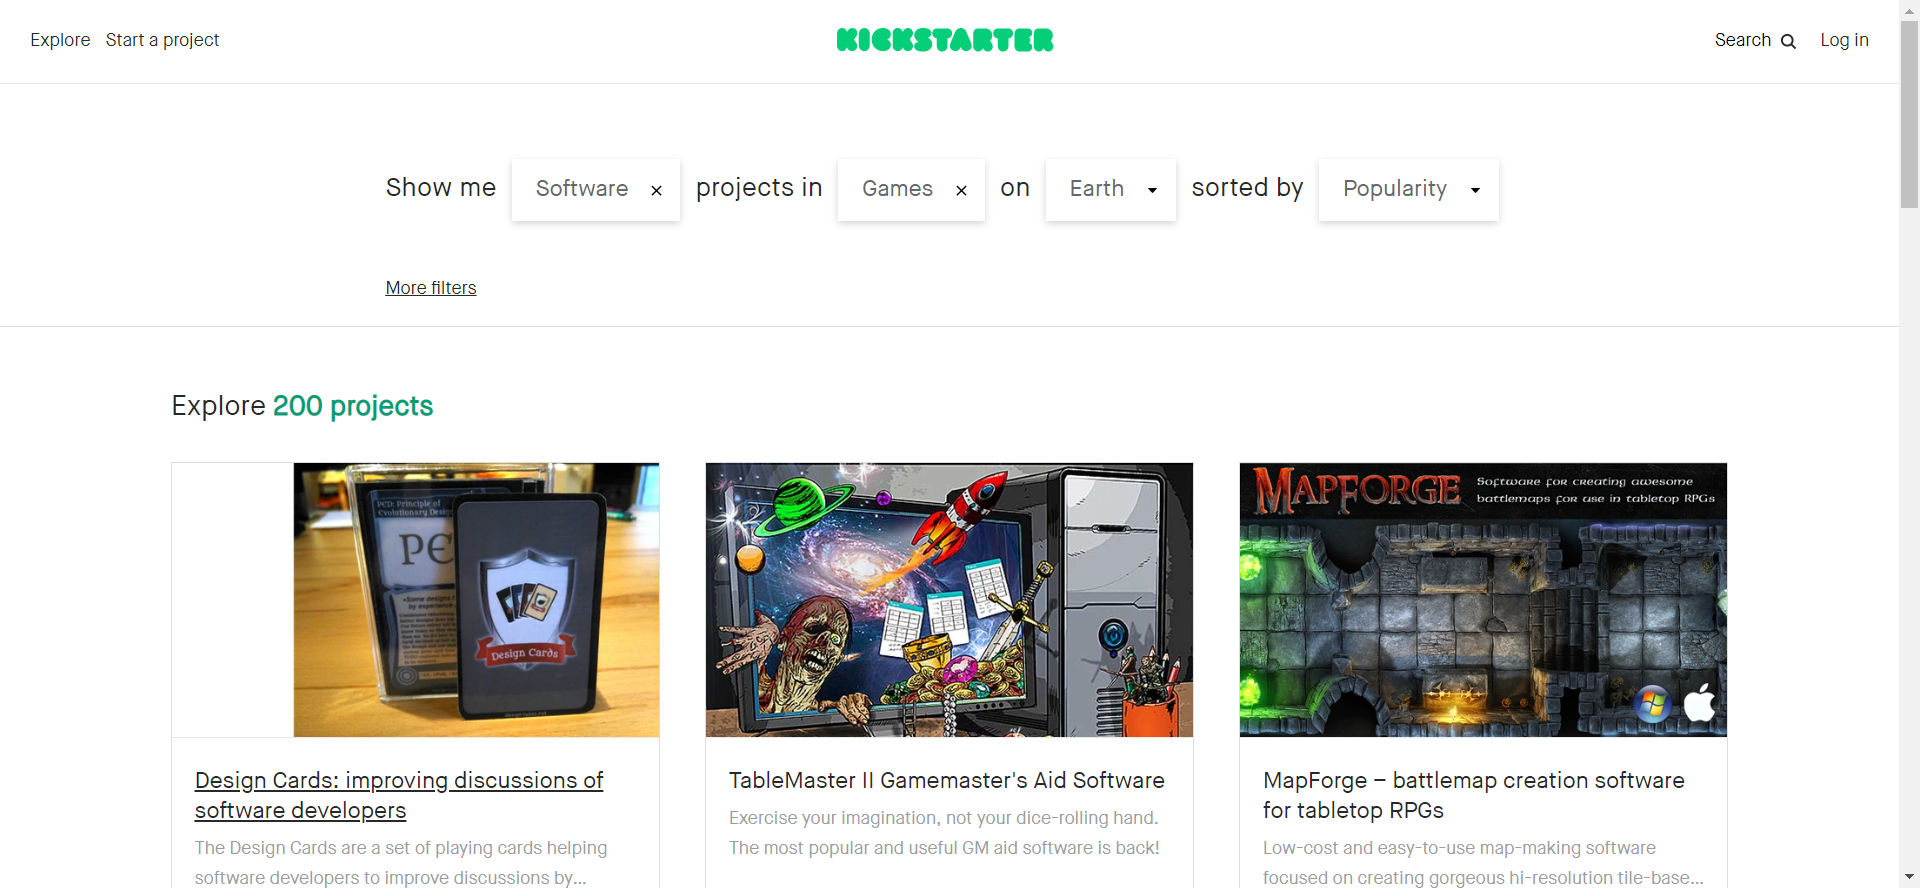 Explore Start a project KICKSTARTER Search Log in
Show me Software × projects in Games × on Earth sorted by Popularity
More filters
Explore 200 projects
PCD: Principle of
Evolutionary Design
Design Cards
MAPFORGE
Software for creating awesome
battlemaps for use in tabletop RPGs
Design Cards: improving discussions of
software developers
The Design Cards are a set of playing cards helping
software developers to improve discussions by...
TableMaster II Gamemaster's Aid Software
Exercise your imagination, not your dice-rolling hand.
The most popular and useful GM aid software is back!
MapForge – battlemap creation software
for tabletop RPGs
Low-cost and easy-to-use map-making software
focused on creating gorgeous hi-resolution tile-base...